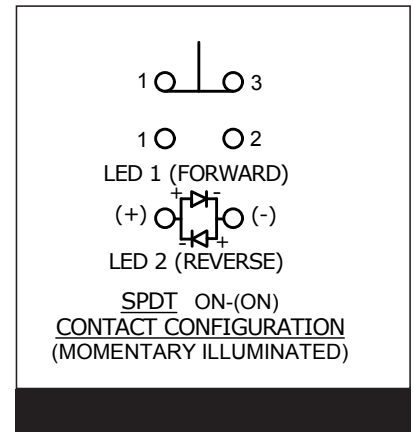 1 3
1 2
LED 1 (FORWARD)
+ -
(+) (-)
- +
LED 2 (REVERSE)
SPDT ON-(ON)
CONTACT CONFIGURATION
(MOMENTARY ILLUMINATED)